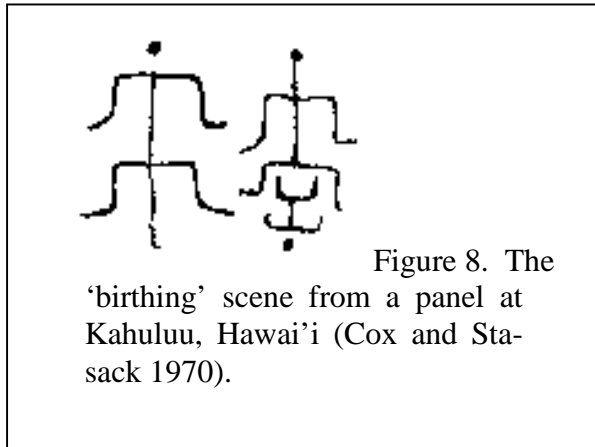 Figure 8. The
‘birthing’ scene from a panel at
Kahuluu, Hawai’i (Cox and Sta-
sack 1970).